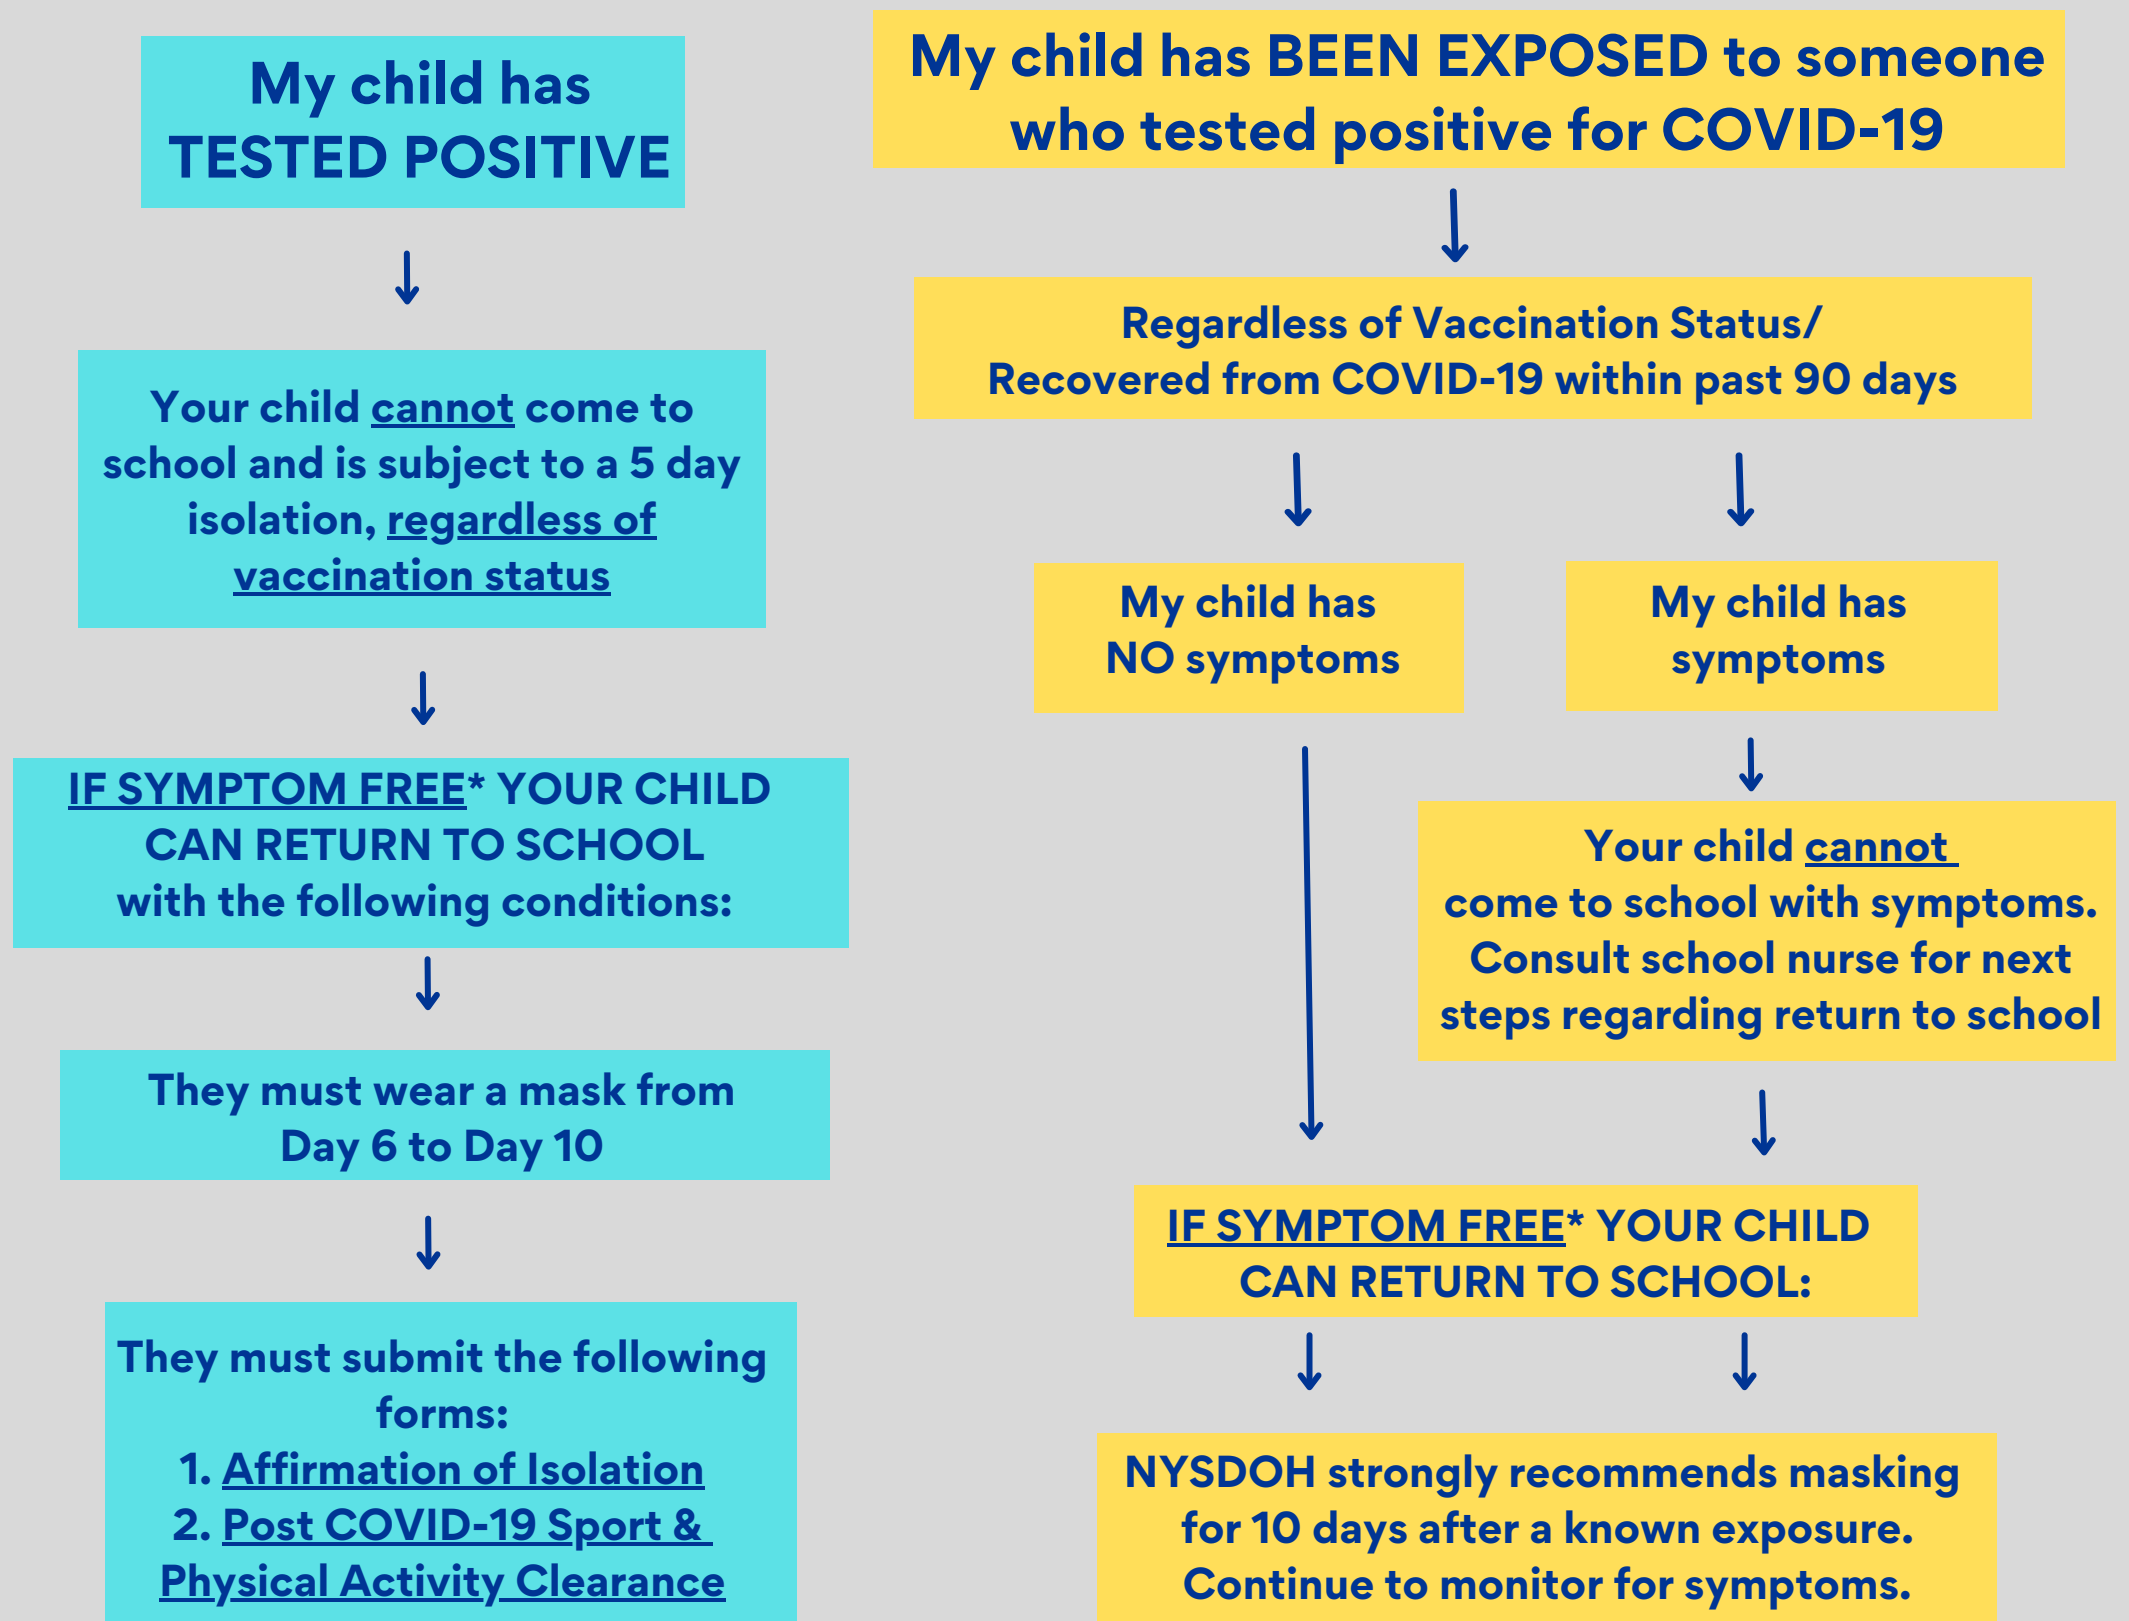 My child has
TESTED POSITIVE
Your child cannot come to
school and is subject to a 5 day
isolation, regardless of
vaccination status
IF SYMPTOM FREE* YOUR CHILD
CAN RETURN TO SCHOOL
with the following conditions:
They must wear a mask from
Day 6 to Day 10
They must submit the following
forms:
1. Affirmation of Isolation
2. Post COVID-19 Sport &
Physical Activity Clearance
My child has BEEN EXPOSED to someone
who tested positive for COVID-19
Regardless of Vaccination Status/
Recovered from COVID-19 within past 90 days
My child has
NO symptoms
My child has
symptoms
Your child cannot
come to school with symptoms.
Consult school nurse for next
steps regarding return to school
IF SYMPTOM FREE* YOUR CHILD
CAN RETURN TO SCHOOL:
NYSDOH strongly recommends masking
for 10 days after a known exposure.
Continue to monitor for symptoms.